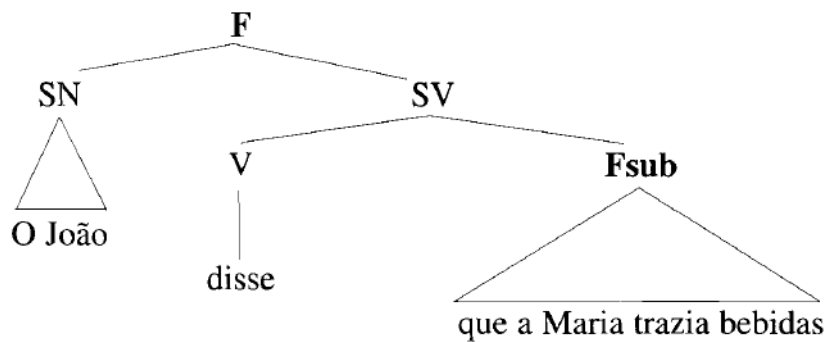 F
SN SV
V Fsub
O João
disse
que a Maria trazia bebidas